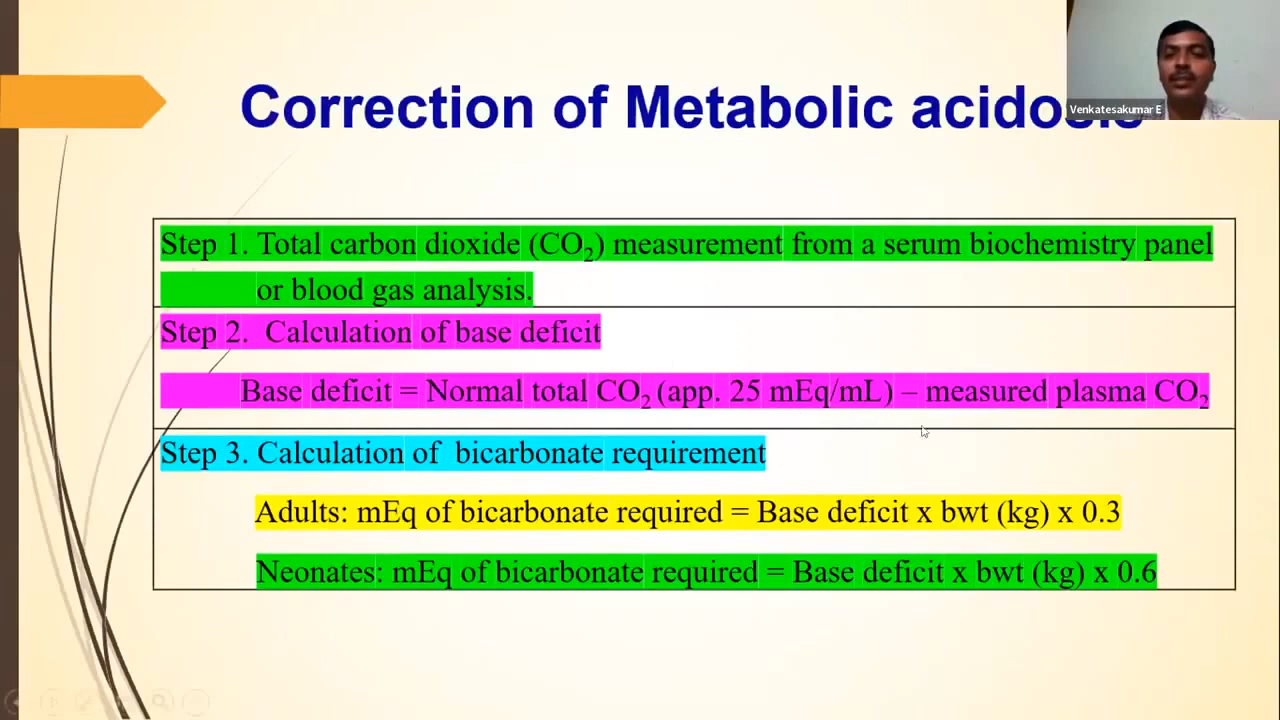 Correction of Metabolic acidosis
Venkatesakumar E
Step 1. Total carbon dioxide (CO₂) measurement from a serum biochemistry panel
or blood gas analysis.
Step 2. Calculation of base deficit
Base deficit = Normal total CO₂ (app. 25 mEq/mL) – measured plasma CO₂
Step 3. Calculation of bicarbonate requirement
Adults: mEq of bicarbonate required = Base deficit x bwt (kg) x 0.3
Neonates: mEq of bicarbonate required = Base deficit x bwt (kg) x 0.6